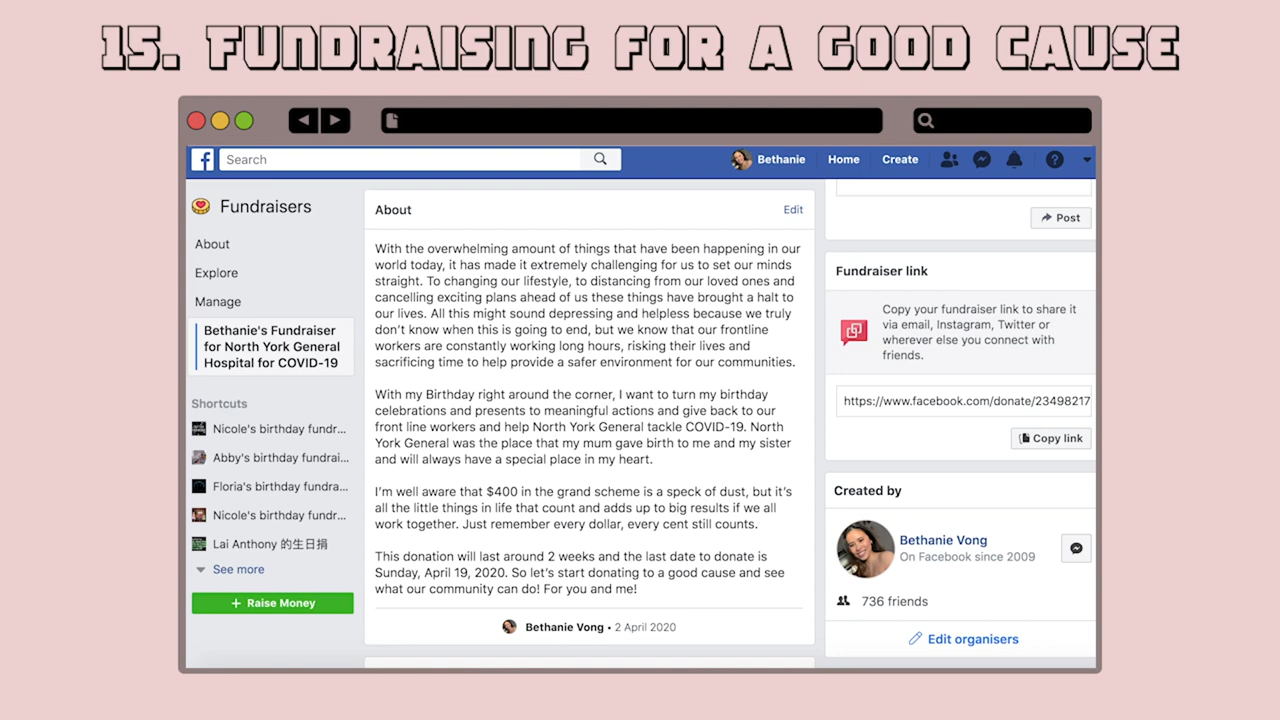 15. FUNDRAISING FOR A GOOD CAUSE
Search
Bethanie
Home
Create
Fundraisers
About
Explore
Manage
Bethanie's Fundraiser
for North York General
Hospital for COVID-19
Shortcuts
Nicole's birthday fundr...
Abby's birthday fundrai...
Floria's birthday fundra...
Nicole's birthday fundr...
Lai Anthony 的生日捐
See more
+ Raise Money
About
Edit
With the overwhelming amount of things that have been happening in our
world today, it has made it extremely challenging for us to set our minds
straight. To changing our lifestyle, to distancing from our loved ones and
cancelling exciting plans ahead of us these things have brought a halt to
our lives. All this might sound depressing and helpless because we truly
don't know when this is going to end, but we know that our frontline
workers are constantly working long hours, risking their lives and
sacrificing time to help provide a safer environment for our communities.
With my Birthday right around the corner, I want to turn my birthday
celebrations and presents to meaningful actions and give back to our
front line workers and help North York General tackle COVID-19. North
York General was the place that my mum gave birth to me and my sister
and will always have a special place in my heart.
I'm well aware that $400 in the grand scheme is a speck of dust, but it's
all the little things in life that count and adds up to big results if we all
work together. Just remember every dollar, every cent still counts.
This donation will last around 2 weeks and the last date to donate is
Sunday, April 19, 2020. So let's start donating to a good cause and see
what our community can do! For you and me!
Bethanie Vong • 2 April 2020
Post
Fundraiser link
Copy your fundraiser link to share it
via email, Instagram, Twitter or
wherever else you connect with
friends.
https://www.facebook.com/donate/23498217
Copy link
Created by
Bethanie Vong
On Facebook since 2009
736 friends
Edit organisers